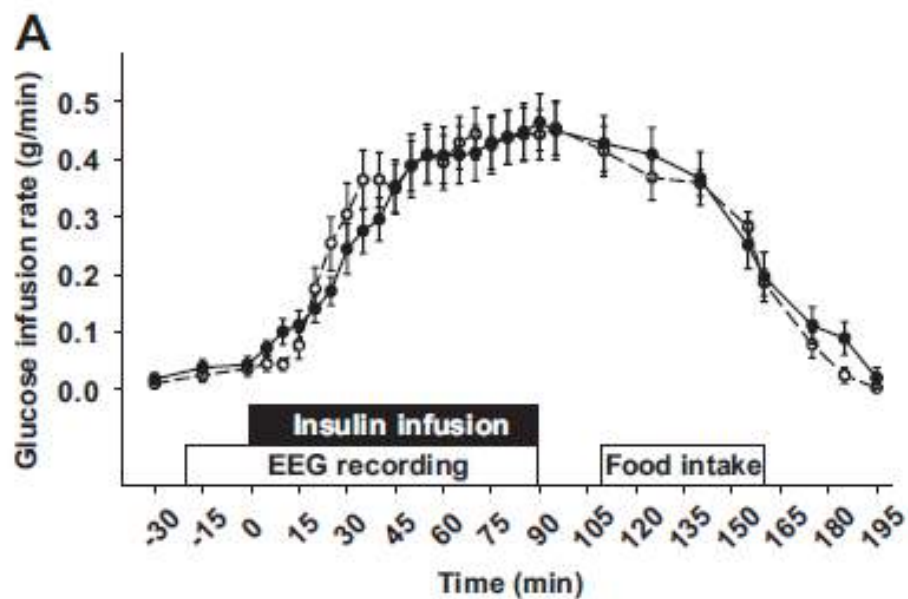 A
Glucose infusion rate (g/min)
0.5
0.4
0.3
0.2
0.1
0.0
Insulin infusion
EEG recording
Food intake
-30 -15 0 15 30 45 60 75 90 105 120 135 150 165 180 195
Time (min)